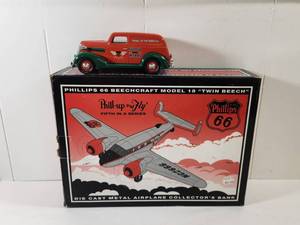 PHILLIPS 66 BEECHCRAFT MODEL 18 "TWIN BEECH"
"Phill-up and Fly"
FIFTH IN A SERIES
Phillips
66
DIE CAST METAL AIRPLANE COLLECTOR'S BANK